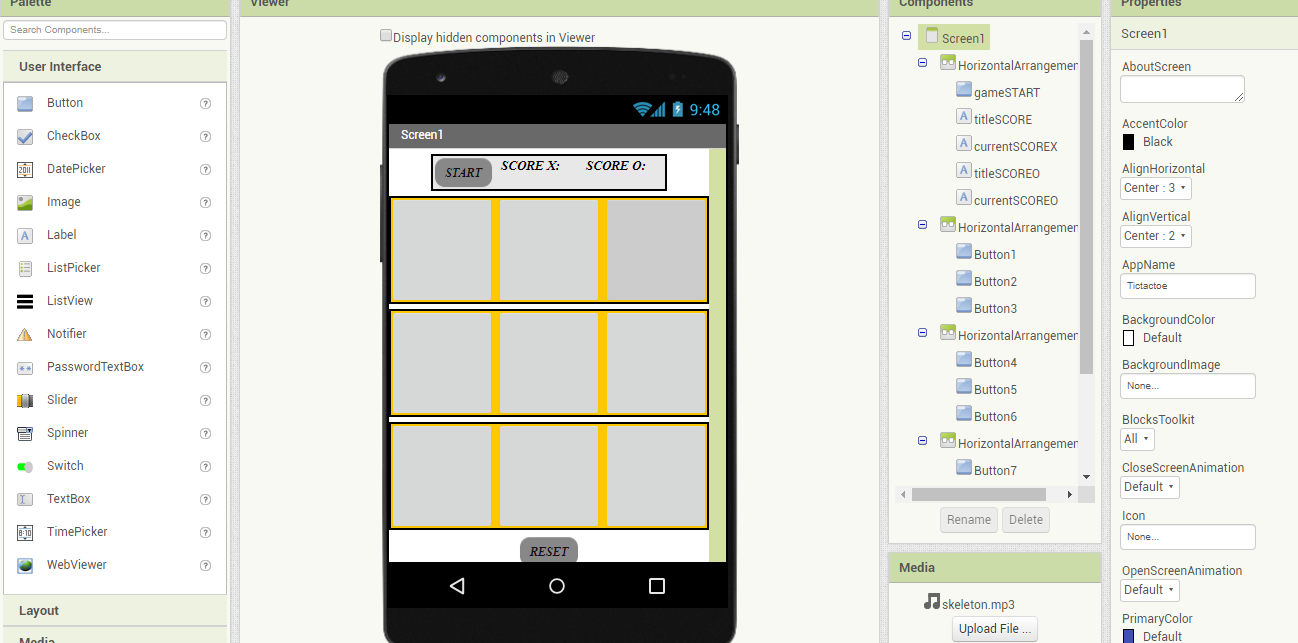 Palette
Search Components...
User Interface
Button
CheckBox
DatePicker
Image
Label
ListPicker
ListView
Notifier
PasswordTextBox
Slider
Spinner
Switch
TextBox
TimePicker
WebViewer
Layout
Media
Viewer
Display hidden components in Viewer
9:48
Screen1
START
SCORE X:
SCORE O:
RESET
Components
Screen1
HorizontalArrangemen
gameSTART
titleSCORE
currentSCOREX
titleSCOREO
currentSCOREO
HorizontalArrangemen
Button1
Button2
Button3
HorizontalArrangemen
Button4
Button5
Button6
HorizontalArrangemen
Button7
Rename
Delete
Media
skeleton.mp3
Upload File ...
Properties
Screen1
AboutScreen
AccentColor
Black
AlignHorizontal
Center : 3
AlignVertical
Center : 2
AppName
Tictactoe
BackgroundColor
Default
BackgroundImage
None...
BlocksToolkit
All
CloseScreenAnimation
Default
Icon
None...
OpenScreenAnimation
Default
PrimaryColor
Default